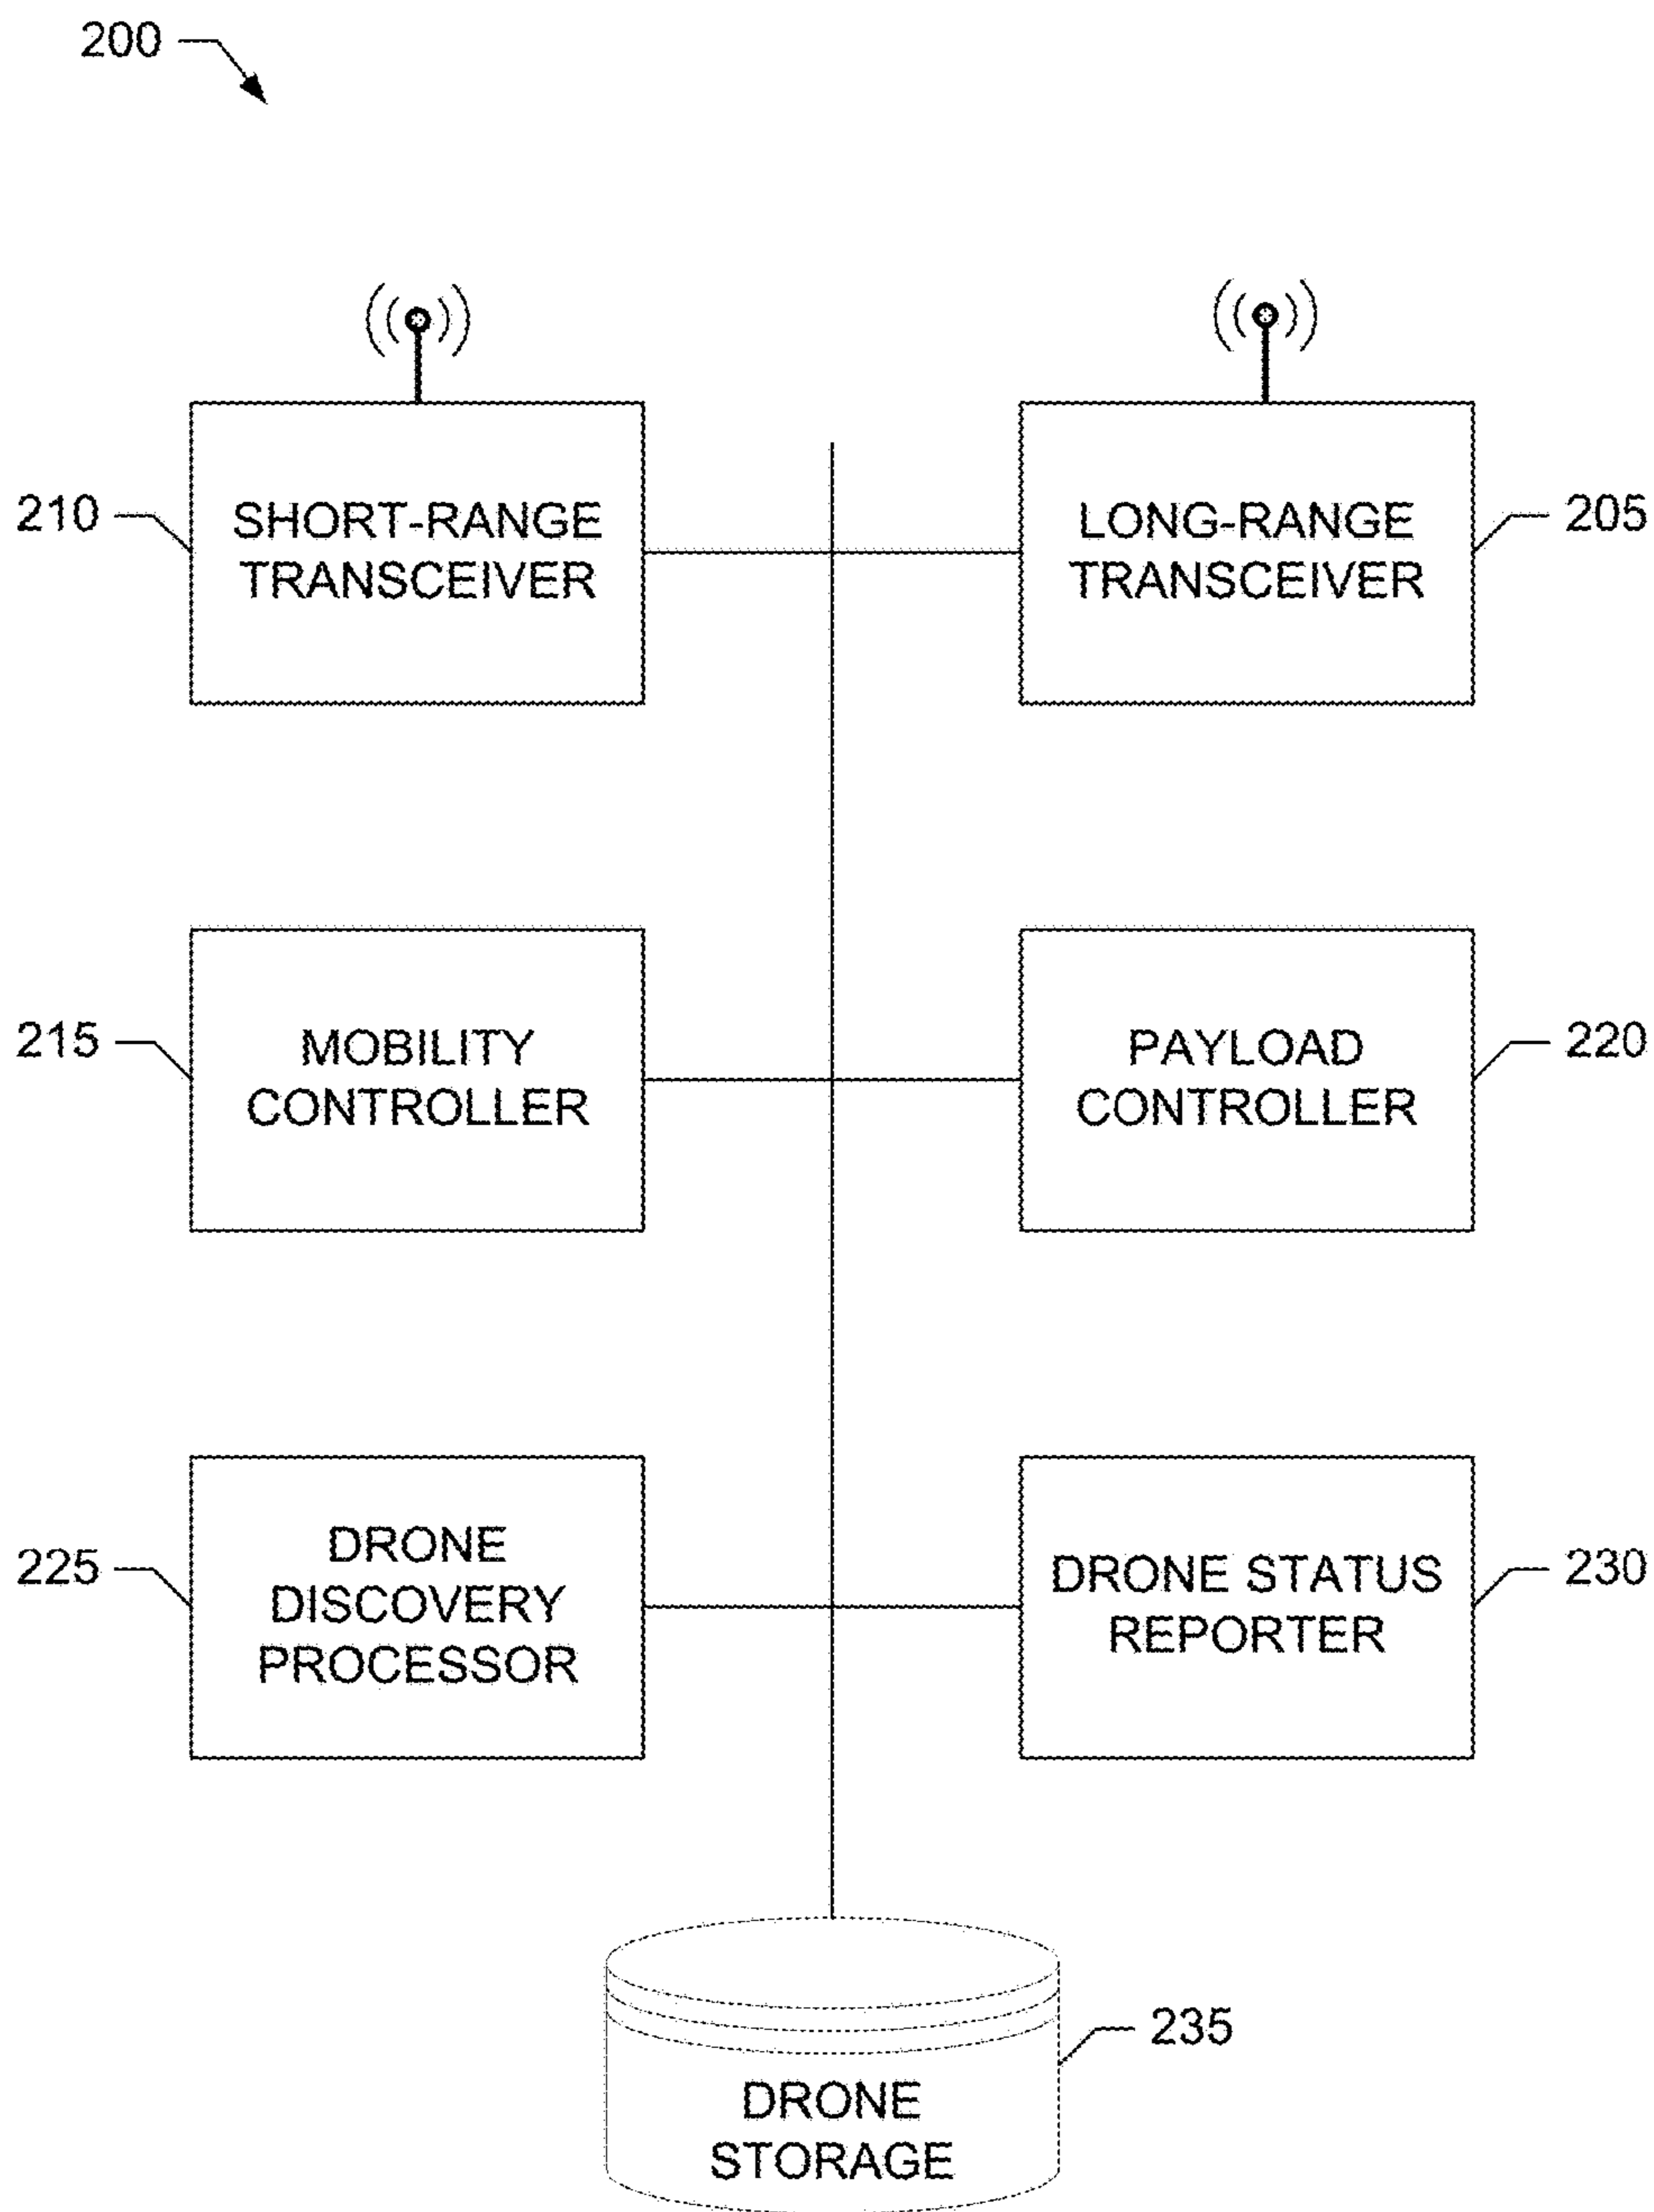 200
210
SHORT-RANGE
TRANSCEIVER
LONG-RANGE
TRANSCEIVER
205
215
MOBILITY
CONTROLLER
PAYLOAD
CONTROLLER
220
225
DRONE
DISCOVERY
PROCESSOR
DRONE STATUS
REPORTER
230
235
DRONE
STORAGE